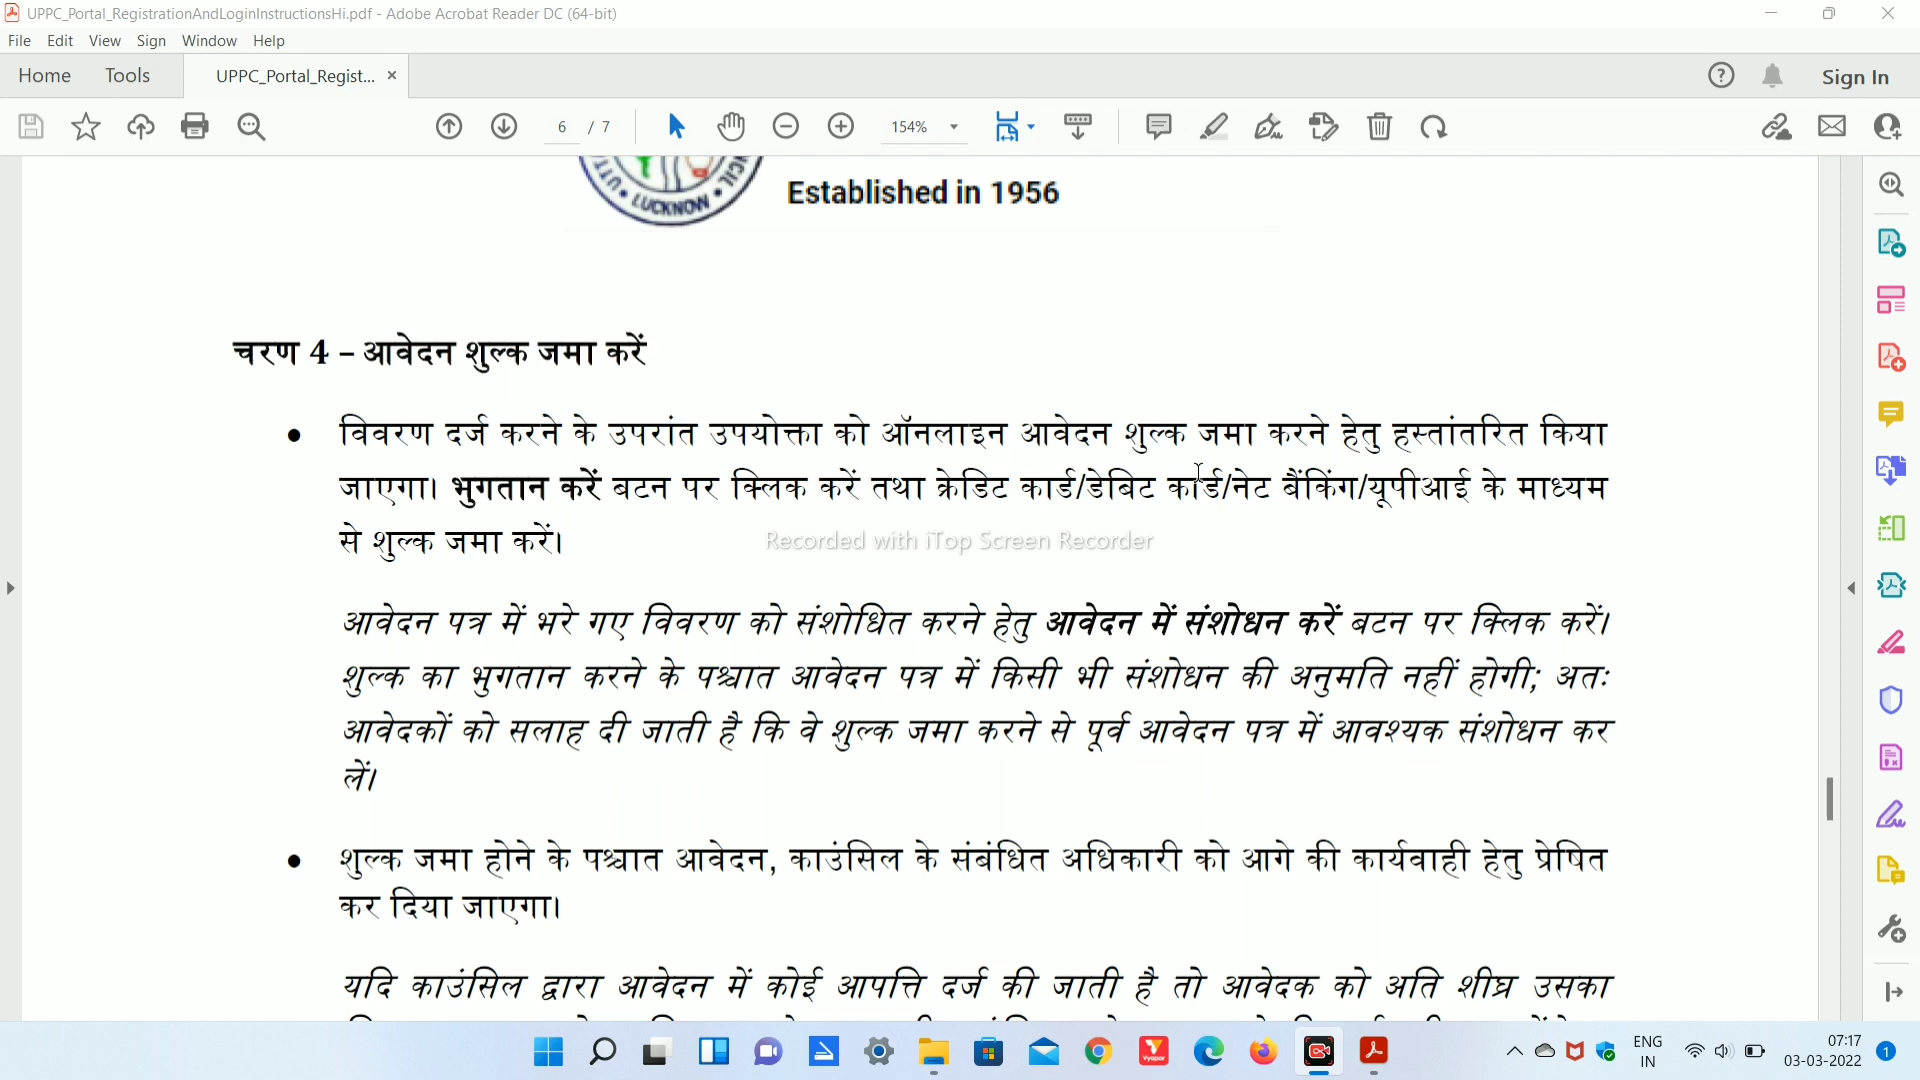 UPPC_Portal_RegistrationAndLoginInstructionsHi.pdf - Adobe Acrobat Reader DC (64-bit)
File Edit View Sign Window Help
Home Tools UPPC_Portal_Regist... × Sign In
6 / 7 154%
LUCKNOW
Established in 1956
चरण 4 – आवेदन शुल्क जमा करें
● विवरण दर्ज करने के उपरांत उपयोक्ता को ऑनलाइन आवेदन शुल्क जमा करने हेतु हस्तांतरित किया
जाएगा। भुगतान करें बटन पर क्लिक करें तथा क्रेडिट कार्ड/डेबिट कार्ड/नेट बैंकिंग/यूपीआई के माध्यम
से शुल्क जमा करें।
Recorded with iTop Screen Recorder
आवेदन पत्र में भरे गए विवरण को संशोधित करने हेतु आवेदन में संशोधन करें बटन पर क्लिक करें।
शुल्क का भुगतान करने के पश्चात आवेदन पत्र में किसी भी संशोधन की अनुमति नहीं होगी; अतः
आवेदकों को सलाह दी जाती है कि वे शुल्क जमा करने से पूर्व आवेदन पत्र में आवश्यक संशोधन कर
लें।
● शुल्क जमा होने के पश्चात आवेदन, काउंसिल के संबंधित अधिकारी को आगे की कार्यवाही हेतु प्रेषित
कर दिया जाएगा।
यदि काउंसिल द्वारा आवेदन में कोई आपत्ति दर्ज की जाती है तो आवेदक को अति शीघ्र उसका
Vyapar
ENG
IN
07:17
03-03-2022
1